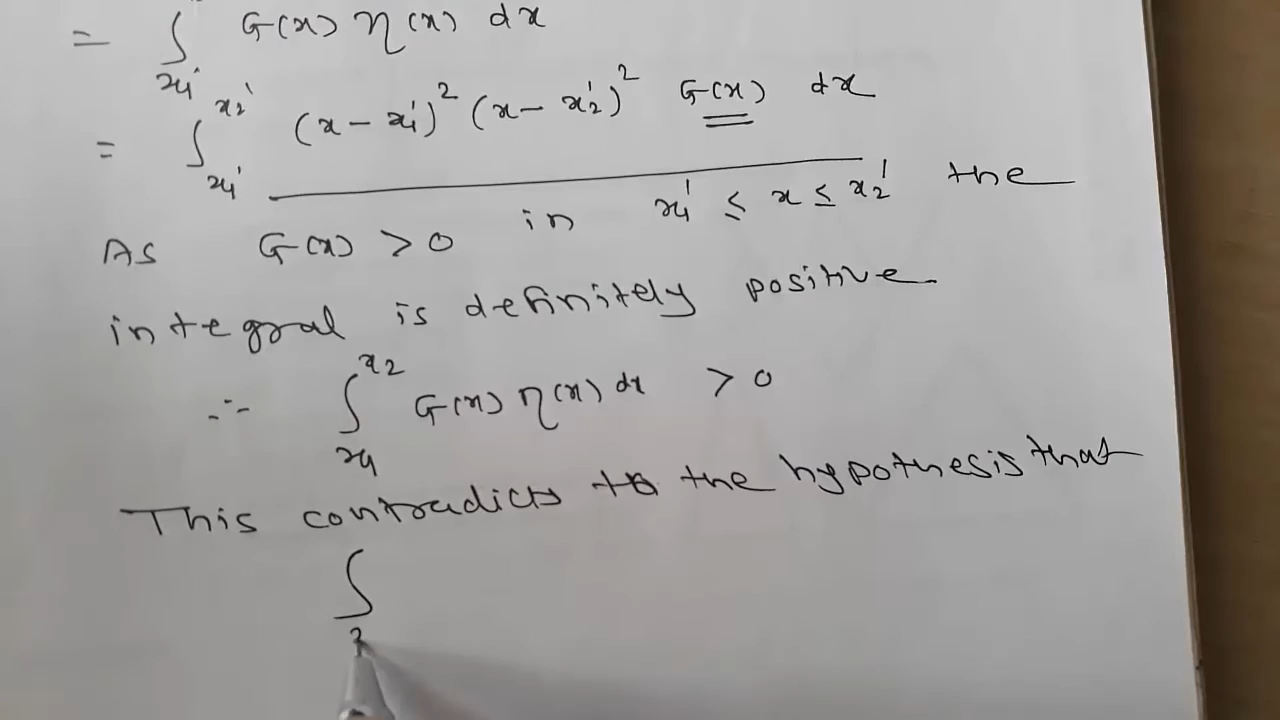 = ∫_{x₁'} G(x) η(x) dx
= ∫_{x₁'}^{x₂'} (x - x₁')² (x - x₂')² G(x) dx
As G(x) > 0 in x₁' ≤ x ≤ x₂' the
integral is definitely positive.
∴ ∫_{x₁}^{x₂} G(x) η(x) dx > 0
This contradicts to the hypothesis that
∫